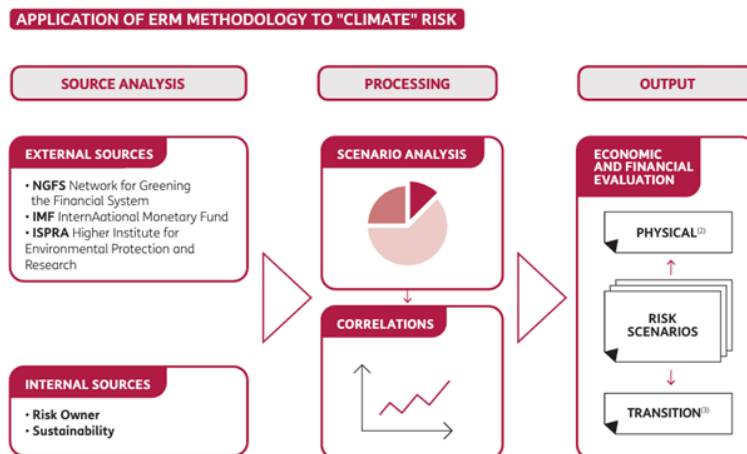 APPLICATION OF ERM METHODOLOGY TO "CLIMATE" RISK
SOURCE ANALYSIS
EXTERNAL SOURCES
• NGFS Network for Greening
the Financial System
• IMF InternAational Monetary Fund
• ISPRA Higher Institute for
Environmental Protection and
Research
INTERNAL SOURCES
• Risk Owner
• Sustainability
PROCESSING
SCENARIO ANALYSIS
CORRELATIONS
OUTPUT
ECONOMIC
AND FINANCIAL
EVALUATION
PHYSICAL(2)
RISK
SCENARIOS
TRANSITION(3)